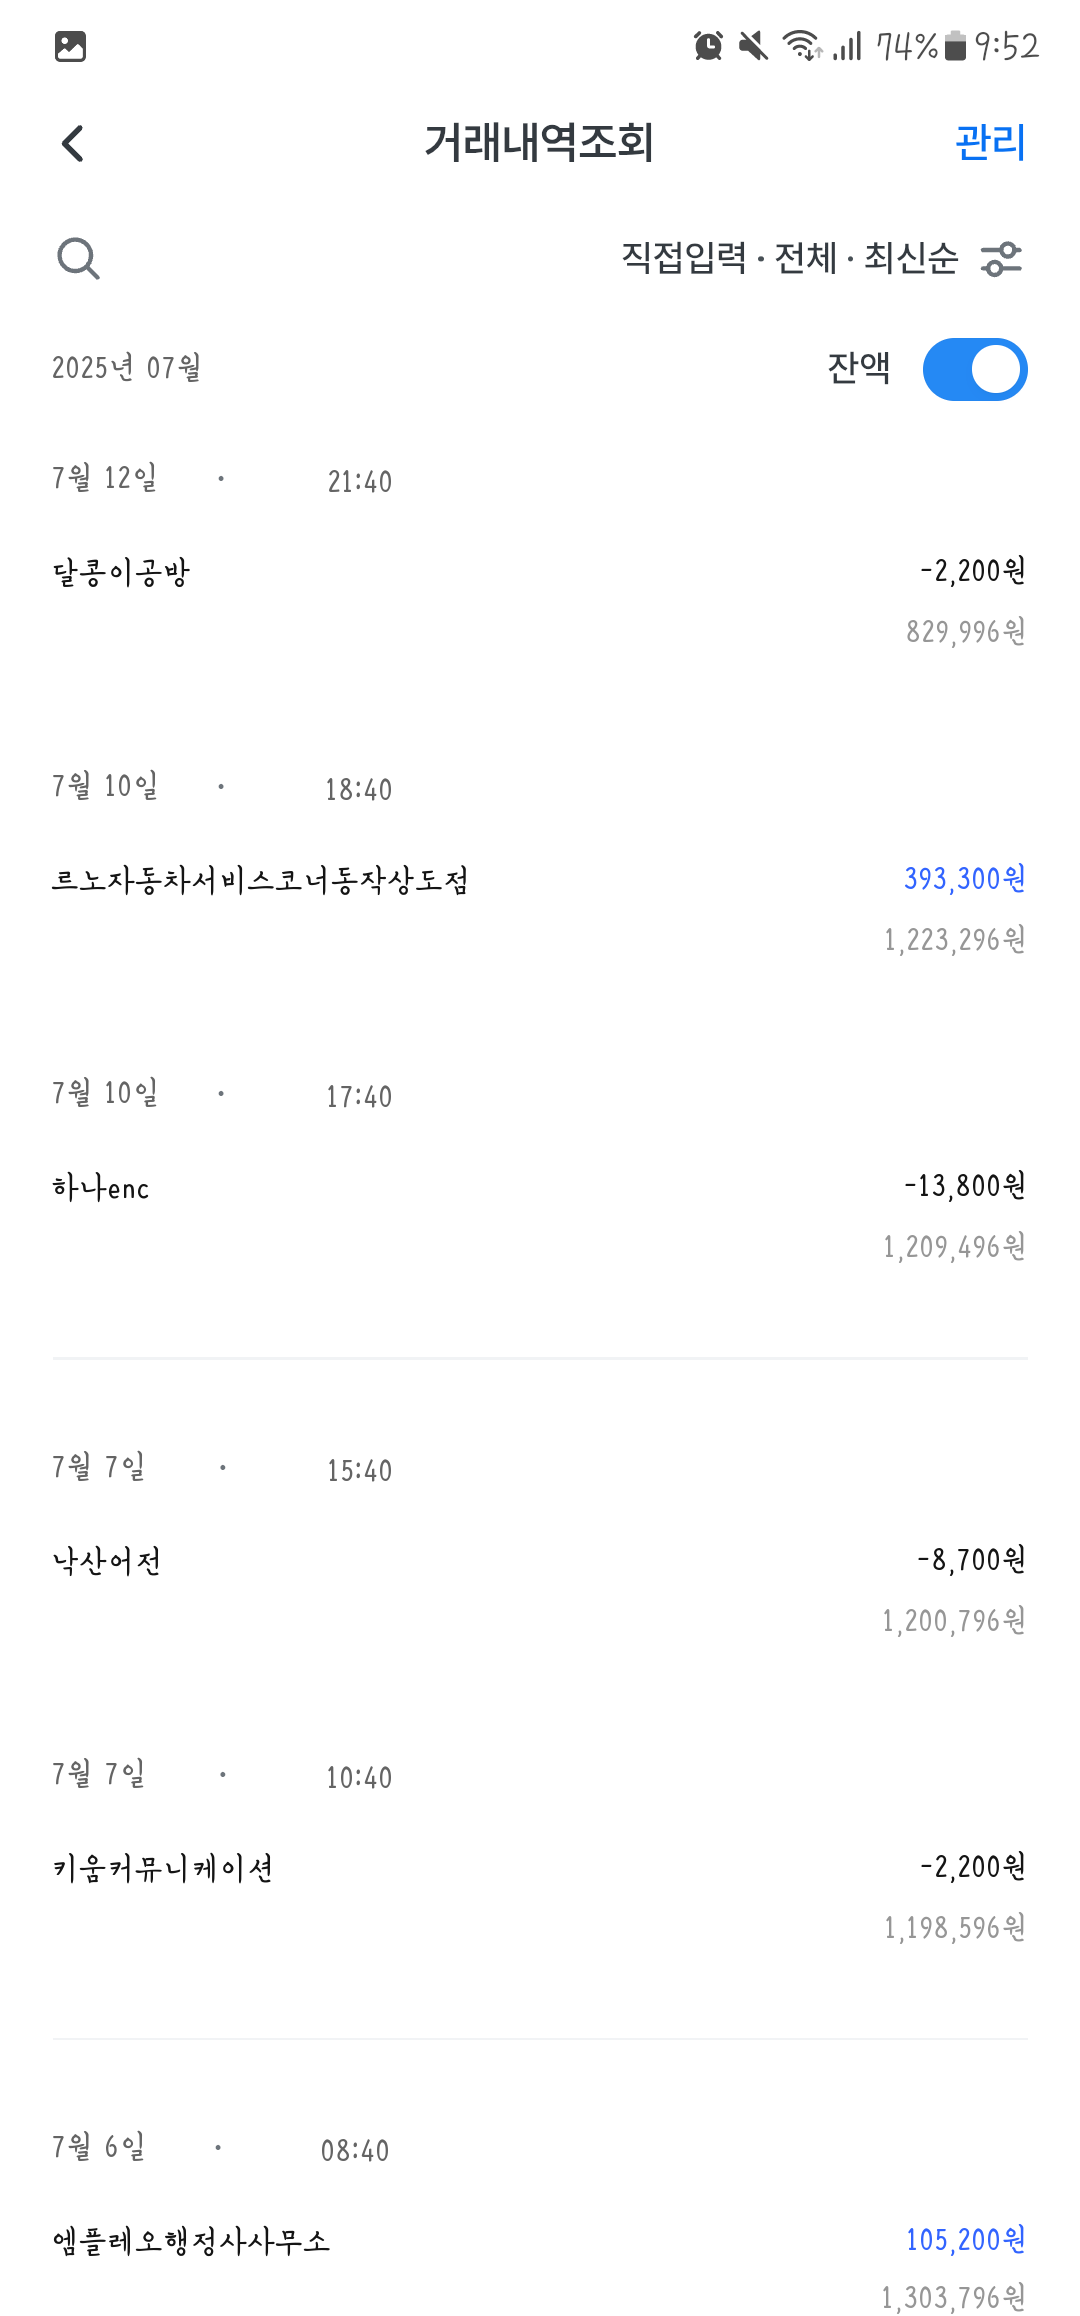 74% 9:52
거래내역조회 관리
직접입력 · 전체 · 최신순
2025년 07월 잔액
7월 12일 · 21:40
달콩이공방 -2,200원
829,996원
7월 10일 · 18:40
르노자동차서비스코너동작상도점 393,300원
1,223,296원
7월 10일 · 17:40
하나enc -13,800원
1,209,496원
7월 7일 · 15:40
낙산어전 -8,700원
1,200,796원
7월 7일 · 10:40
키움커뮤니케이션 -2,200원
1,198,596원
7월 6일 · 08:40
엠플레오행정사사무소 105,200원
1,303,796원